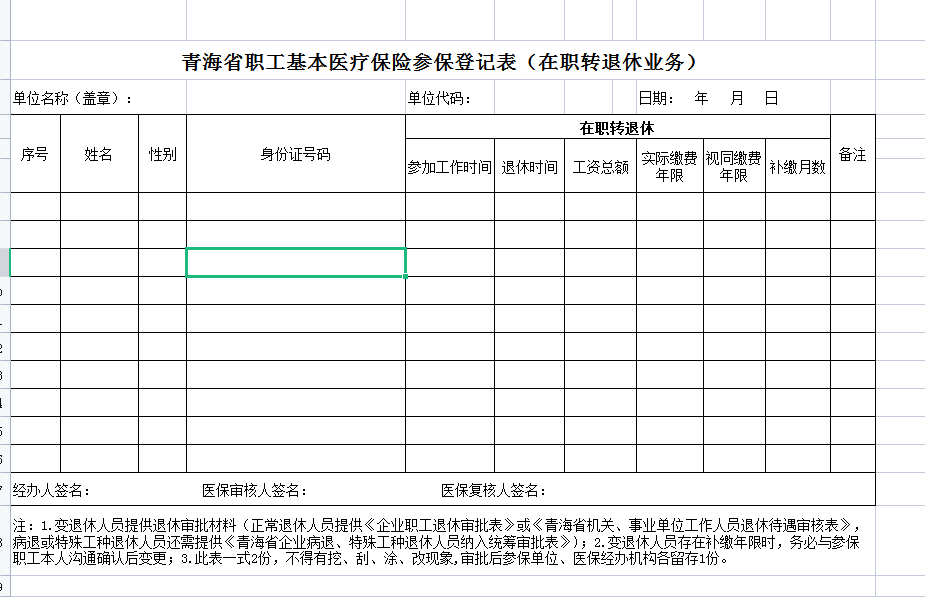 青海省职工基本医疗保险参保登记表（在职转退休业务）
单位名称（盖章）： 单位代码： 日期： 年 月 日
序号 姓名 性别 身份证号码 在职转退休 备注
参加工作时间 退休时间 工资总额 实际缴费年限 视同缴费年限 补缴月数
经办人签名： 医保审核人签名： 医保复核人签名：
注：1.变退休人员提供退休审批材料（正常退休人员提供《企业职工退休审批表》或《青海省机关、事业单位工作人员退休待遇审核表》，
病退或特殊工种退休人员还需提供《青海省企业病退、特殊工种退休人员纳入统筹审批表》）；2.变退休人员存在补缴年限时，务必与参保
职工本人沟通确认后变更；3.此表一式2份，不得有挖、刮、涂、改现象,审批后参保单位、医保经办机构各留存1份。